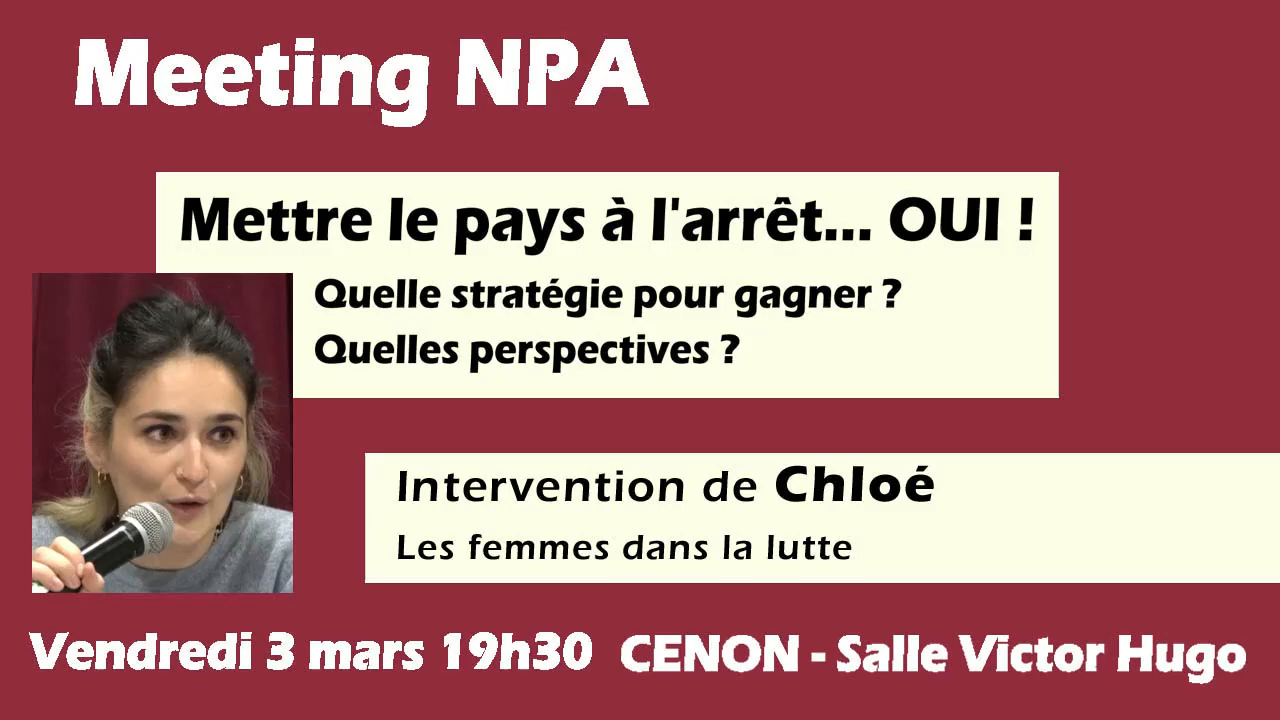 Meeting NPA
Mettre le pays à l'arrêt... OUI !
Quelle stratégie pour gagner ?
Quelles perspectives ?
Intervention de Chloé
Les femmes dans la lutte
Vendredi 3 mars 19h30 CENON - Salle Victor Hugo